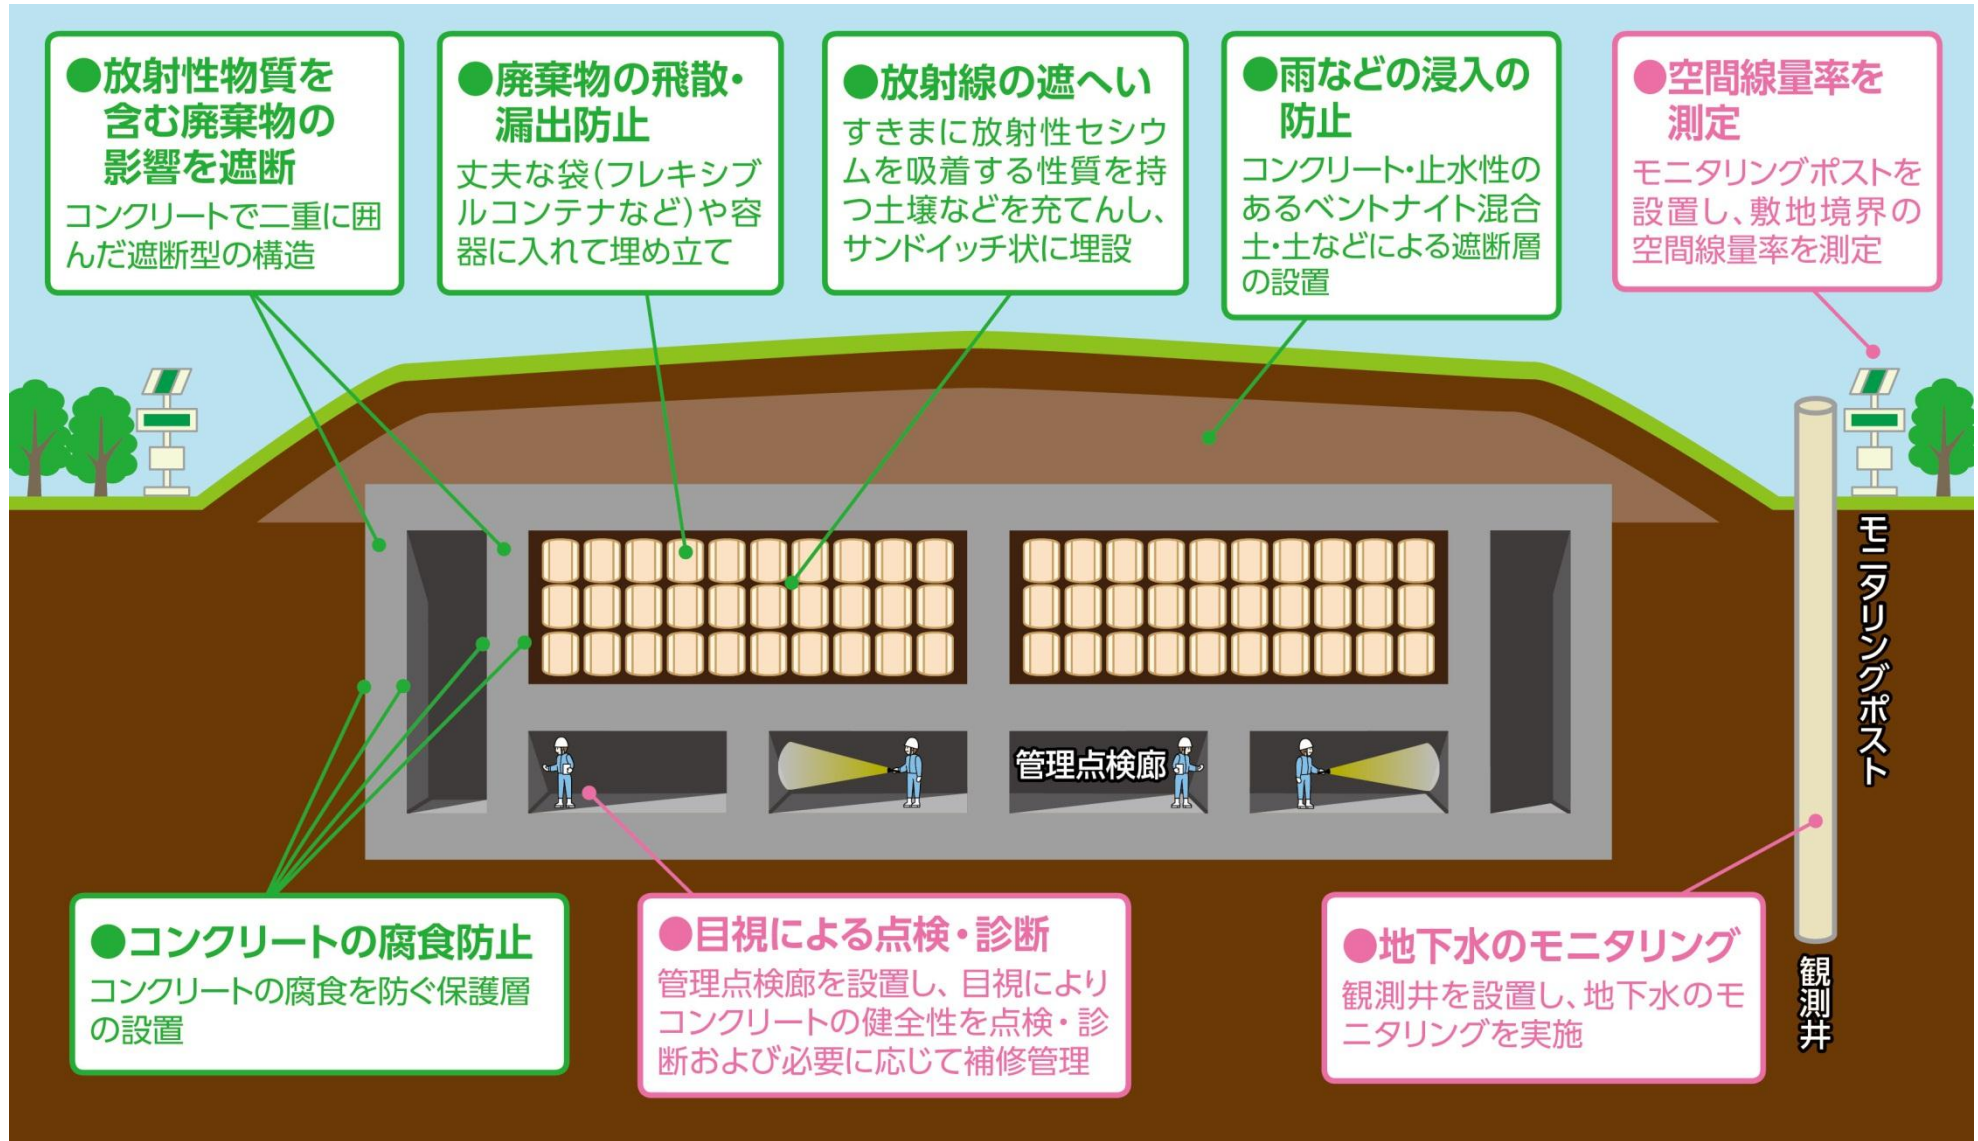 ●放射性物質を
含む廃棄物の
影響を遮断
コンクリートで二重に囲
んだ遮断型の構造
●廃棄物の飛散・
漏出防止
丈夫な袋(フレキシブ
ルコンテナなど)や容
器に入れて埋め立て
●放射線の遮へい
すきまに放射性セシウ
ムを吸着する性質を持
つ土壌などを充てんし、
サンドイッチ状に埋設
●雨などの浸入の
防止
コンクリート・止水性の
あるベントナイト混合
土・土などによる遮断層
の設置
●空間線量率を
測定
モニタリングポストを
設置し、敷地境界の
空間線量率を測定
モニタリングポスト
管理点検廊
●コンクリートの腐食防止
コンクリートの腐食を防ぐ保護層
の設置
●目視による点検・診断
管理点検廊を設置し、目視により
コンクリートの健全性を点検・診
断および必要に応じて補修管理
●地下水のモニタリング
観測井を設置し、地下水のモ
ニタリングを実施
観測井